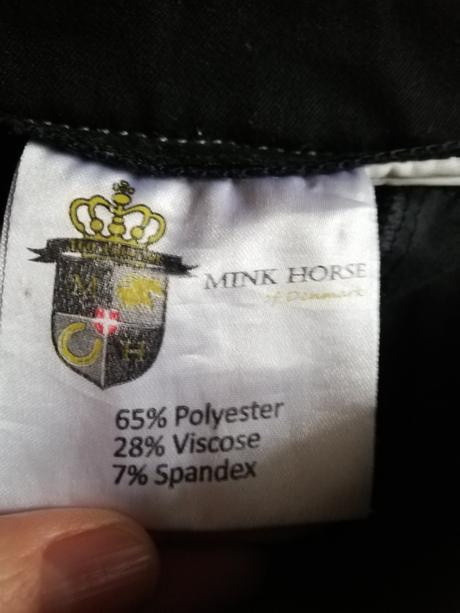 M
H
MINK HORSE
of Denmark
65% Polyester
28% Viscose
7% Spandex